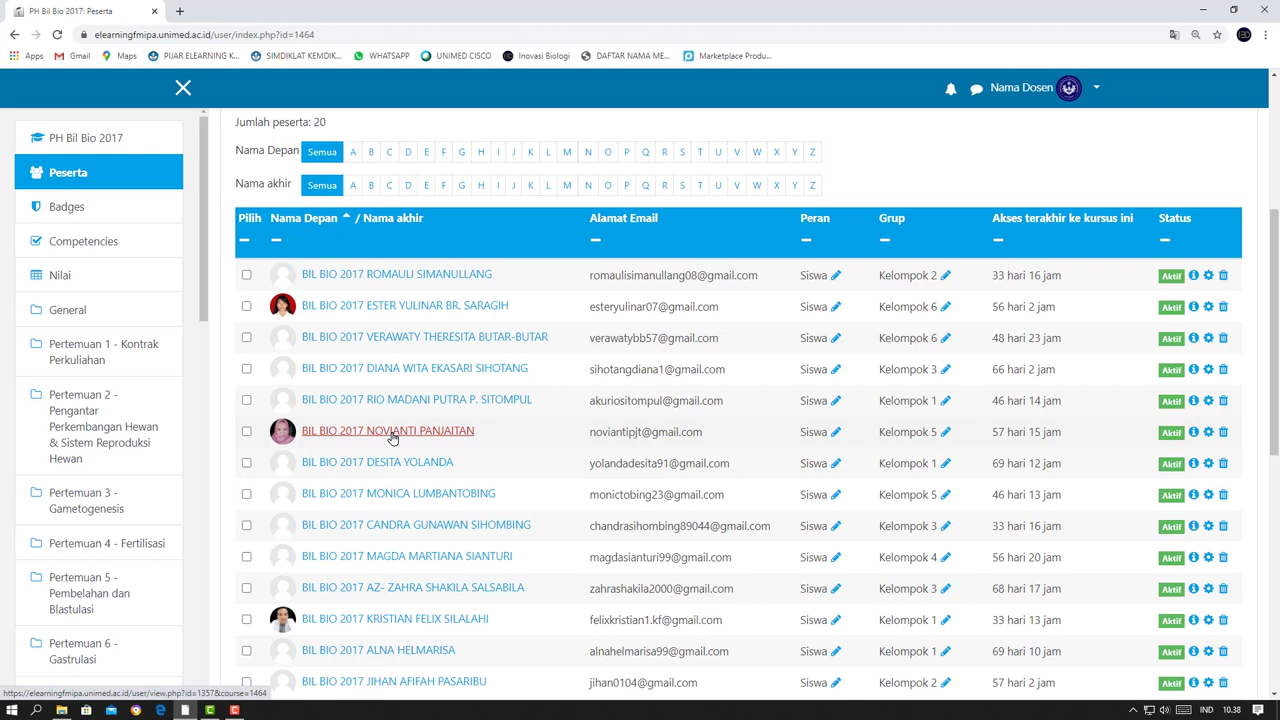 PH Bil Bio 2017: Peserta
elearningfmipa.unimed.ac.id/user/index.php?id=1464
Apps Gmail Maps PIJAR ELEARNING K... SIMDIKLAT KEMDIK... WHATSAPP UNIMED CISCO Inovasi Biologi DAFTAR NAMA ME... Marketplace Produ...
Nama Dosen
PH Bil Bio 2017
Peserta
Badges
Competencies
Nilai
General
Pertemuan 1 - Kontrak
Perkuliahan
Pertemuan 2 -
Pengantar
Perkembangan Hewan
& Sistem Reproduksi
Hewan
Pertemuan 3 -
Gametogenesis
Pertemuan 4 - Fertilisasi
Pertemuan 5 -
Pembelahan dan
Blastulasi
Pertemuan 6 -
Gastrulasi
Jumlah peserta: 20
Nama Depan Semua A B C D E F G H I J K L M N O P Q R S T U V W X Y Z
Nama akhir Semua A B C D E F G H I J K L M N O P Q R S T U V W X Y Z
Pilih Nama Depan / Nama akhir Alamat Email Peran Grup Akses terakhir ke kursus ini Status
BIL BIO 2017 ROMAULI SIMANULLANG romaulisimanullang08@gmail.com Siswa Kelompok 2 33 hari 16 jam Aktif
BIL BIO 2017 ESTER YULINAR BR. SARAGIH esteryulinar07@gmail.com Siswa Kelompok 6 56 hari 2 jam Aktif
BIL BIO 2017 VERAWATY THERESITA BUTAR-BUTAR verawatybb57@gmail.com Siswa Kelompok 6 48 hari 23 jam Aktif
BIL BIO 2017 DIANA WITA EKASARI SIHOTANG sihotangdiana1@gmail.com Siswa Kelompok 3 66 hari 2 jam Aktif
BIL BIO 2017 RIO MADANI PUTRA P. SITOMPUL akuriositompul@gmail.com Siswa Kelompok 1 46 hari 14 jam Aktif
BIL BIO 2017 NOVIANTI PANJAITAN noviantipjt@gmail.com Siswa Kelompok 5 57 hari 15 jam Aktif
BIL BIO 2017 DESITA YOLANDA yolandadesita91@gmail.com Siswa Kelompok 1 69 hari 12 jam Aktif
BIL BIO 2017 MONICA LUMBANTOBING monictobing23@gmail.com Siswa Kelompok 5 46 hari 13 jam Aktif
BIL BIO 2017 CANDRA GUNAWAN SIHOMBING chandrasihombing89044@gmail.com Siswa Kelompok 3 33 hari 16 jam Aktif
BIL BIO 2017 MAGDA MARTIANA SIANTURI magdasianturi99@gmail.com Siswa Kelompok 4 56 hari 20 jam Aktif
BIL BIO 2017 AZ- ZAHRA SHAKILA SALSABILA zahrashakila2000@gmail.com Siswa Kelompok 3 68 hari 17 jam Aktif
BIL BIO 2017 KRISTIAN FELIX SILALAHI felixkristian1.kf@gmail.com Siswa Kelompok 1 33 hari 13 jam Aktif
BIL BIO 2017 ALNA HELMARISA alnahelmarisa99@gmail.com Siswa Kelompok 1 69 hari 10 jam Aktif
BIL BIO 2017 JIHAN AFIFAH PASARIBU jihan0104@gmail.com Siswa Kelompok 2 57 hari 2 jam Aktif
https://elearningfmipa.unimed.ac.id/user/view.php?id=1357&course=1464
IND 10.38